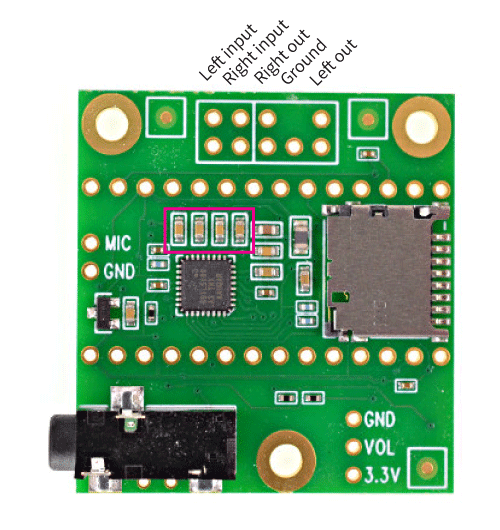 Left input
Right input
Right out
Ground
Left out
MIC
GND
GND
VOL
3.3V